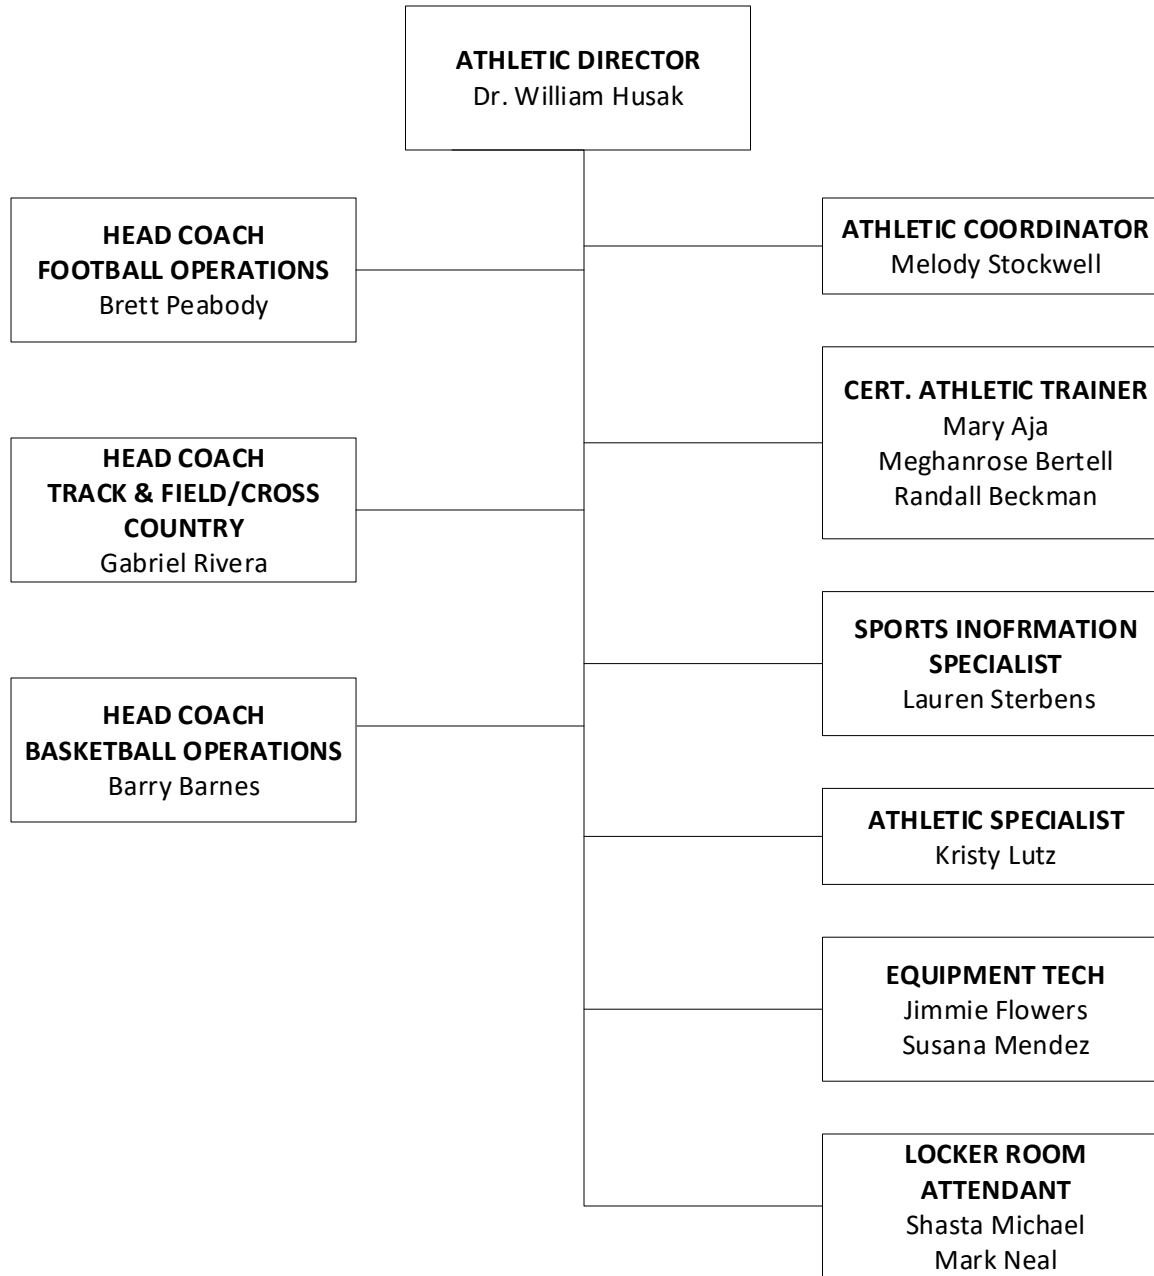 ATHLETIC DIRECTOR
Dr. William Husak
HEAD COACH
FOOTBALL OPERATIONS
Brett Peabody
HEAD COACH
TRACK & FIELD/CROSS
COUNTRY
Gabriel Rivera
HEAD COACH
BASKETBALL OPERATIONS
Barry Barnes
ATHLETIC COORDINATOR
Melody Stockwell
CERT. ATHLETIC TRAINER
Mary Aja
Meghanrose Bertell
Randall Beckman
SPORTS INOFRMATION
SPECIALIST
Lauren Sterbens
ATHLETIC SPECIALIST
Kristy Lutz
EQUIPMENT TECH
Jimmie Flowers
Susana Mendez
LOCKER ROOM
ATTENDANT
Shasta Michael
Mark Neal